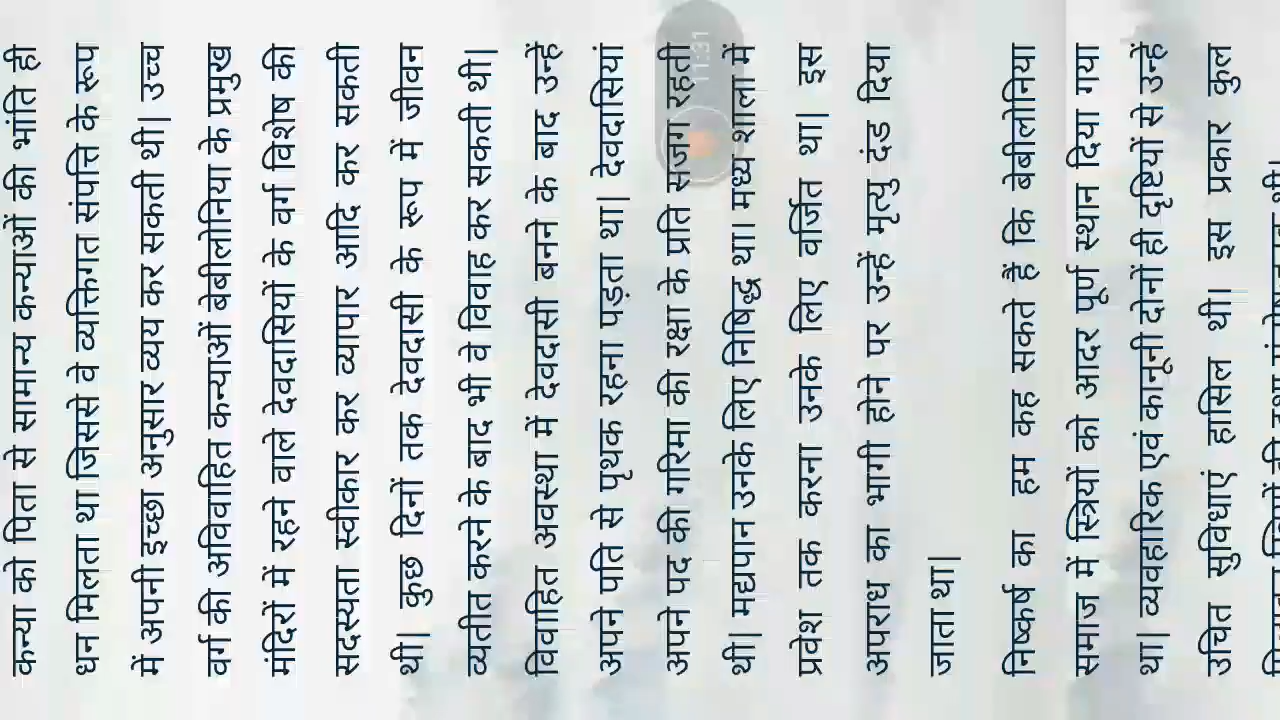 कन्या को पिता से सामान्य कन्याओं की भांति ही
धन मिलता था जिससे वे व्यक्तिगत संपत्ति के रूप
में अपनी इच्छा अनुसार व्यय कर सकती थी| उच्च
वर्ग की अविवाहित कन्याओं बेबीलोनिया के प्रमुख
मंदिरों में रहने वाले देवदासियों के वर्ग विशेष की
सदस्यता स्वीकार कर व्यापार आदि कर सकती
थी| कुछ दिनों तक देवदासी के रूप में जीवन
व्यतीत करने के बाद भी वे विवाह कर सकती थी|
विवाहित अवस्था में देवदासी बनने के बाद उन्हें
अपने पति से पृथक रहना पड़ता था| देवदासियां
अपने पद की गरिमा की रक्षा के प्रति सजग रहती
थी| मद्यपान उनके लिए निषिद्ध था| मध्य शाला में
प्रवेश तक करना उनके लिए वर्जित था| इस
अपराध का भागी होने पर उन्हें मृत्यु दंड दिया
जाता था|
निष्कर्ष का हम कह सकते हैं कि बेबीलोनिया
समाज में स्त्रियों को आदर पूर्ण स्थान दिया गया
था| व्यवहारिक एवं कानूनी दोनों ही दृष्टियों से उन्हें
उचित सुविधाएं हासिल थी| इस प्रकार कुल
11:31